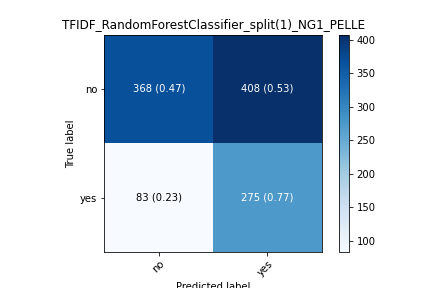 TFIDF_RandomForestClassifier_split(1)_NG1_PELLE
no
368 (0.47)
408 (0.53)
yes
83 (0.23)
275 (0.77)
True label
no
yes
Predicted label
400
350
300
250
200
150
100